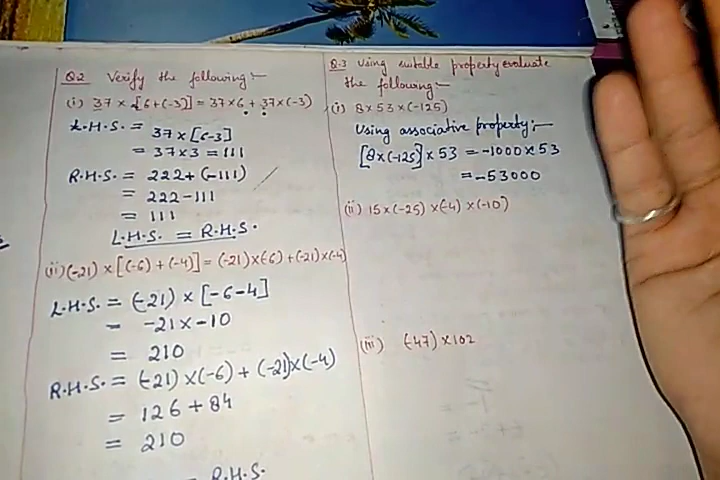 Q.2 Verify the following:-
(i) 37 × [6+(-3)] = 37×6 + 37×(-3)
L.H.S. = 37 × [6-3]
= 37×3 = 111
R.H.S. = 222 + (-111)
= 222-111
= 111
L.H.S. = R.H.S.
(ii) (-21) × [(-6) + (-4)] = (-21) × (-6) + (-21) × (-4)
L.H.S. = (-21) × [-6-4]
= -21 × -10
= 210
R.H.S. = (-21) × (-6) + (-21) × (-4)
= 126 + 84
= 210
= R.H.S.
Q.3 Using suitable property evaluate
the following:-
(i) 8 × 53 × (-125)
Using associative property:-
[8×(-125] × 53 = -1000 × 53
= -53000
(ii) 15 × (-25) × (-4) × (-10)
(iii) (-47) × 102